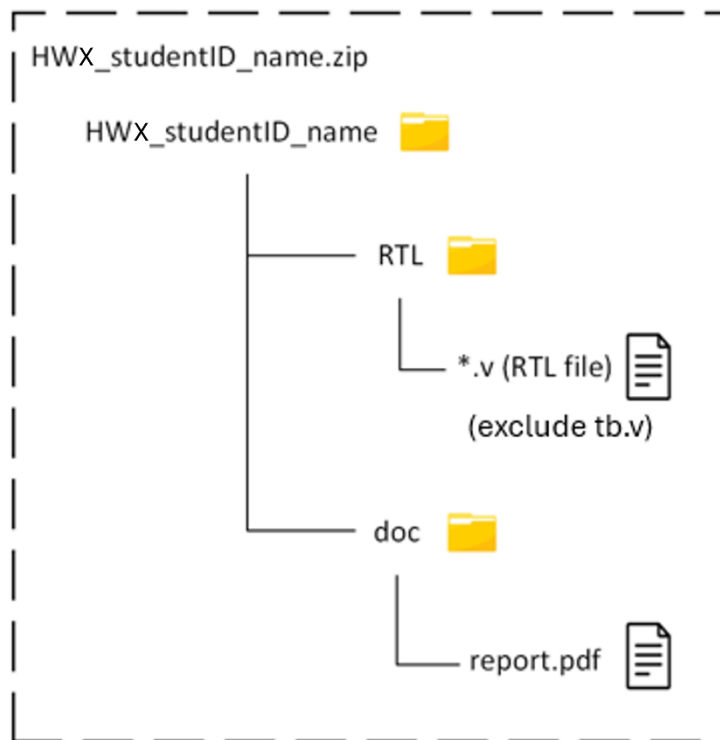 HWX_studentID_name.zip
HWX_studentID_name
RTL
*.v (RTL file)
(exclude tb.v)
doc
report.pdf